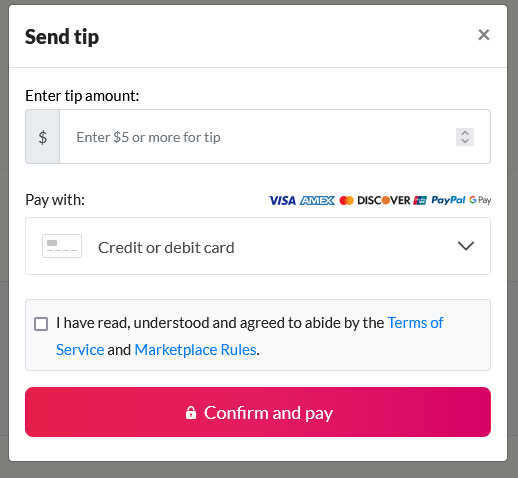 Send tip
×
Enter tip amount:
$ Enter $5 or more for tip
Pay with: VISA AMEX DISCOVER PayPal G Pay
Credit or debit card
I have read, understood and agreed to abide by the Terms of
Service and Marketplace Rules.
Confirm and pay